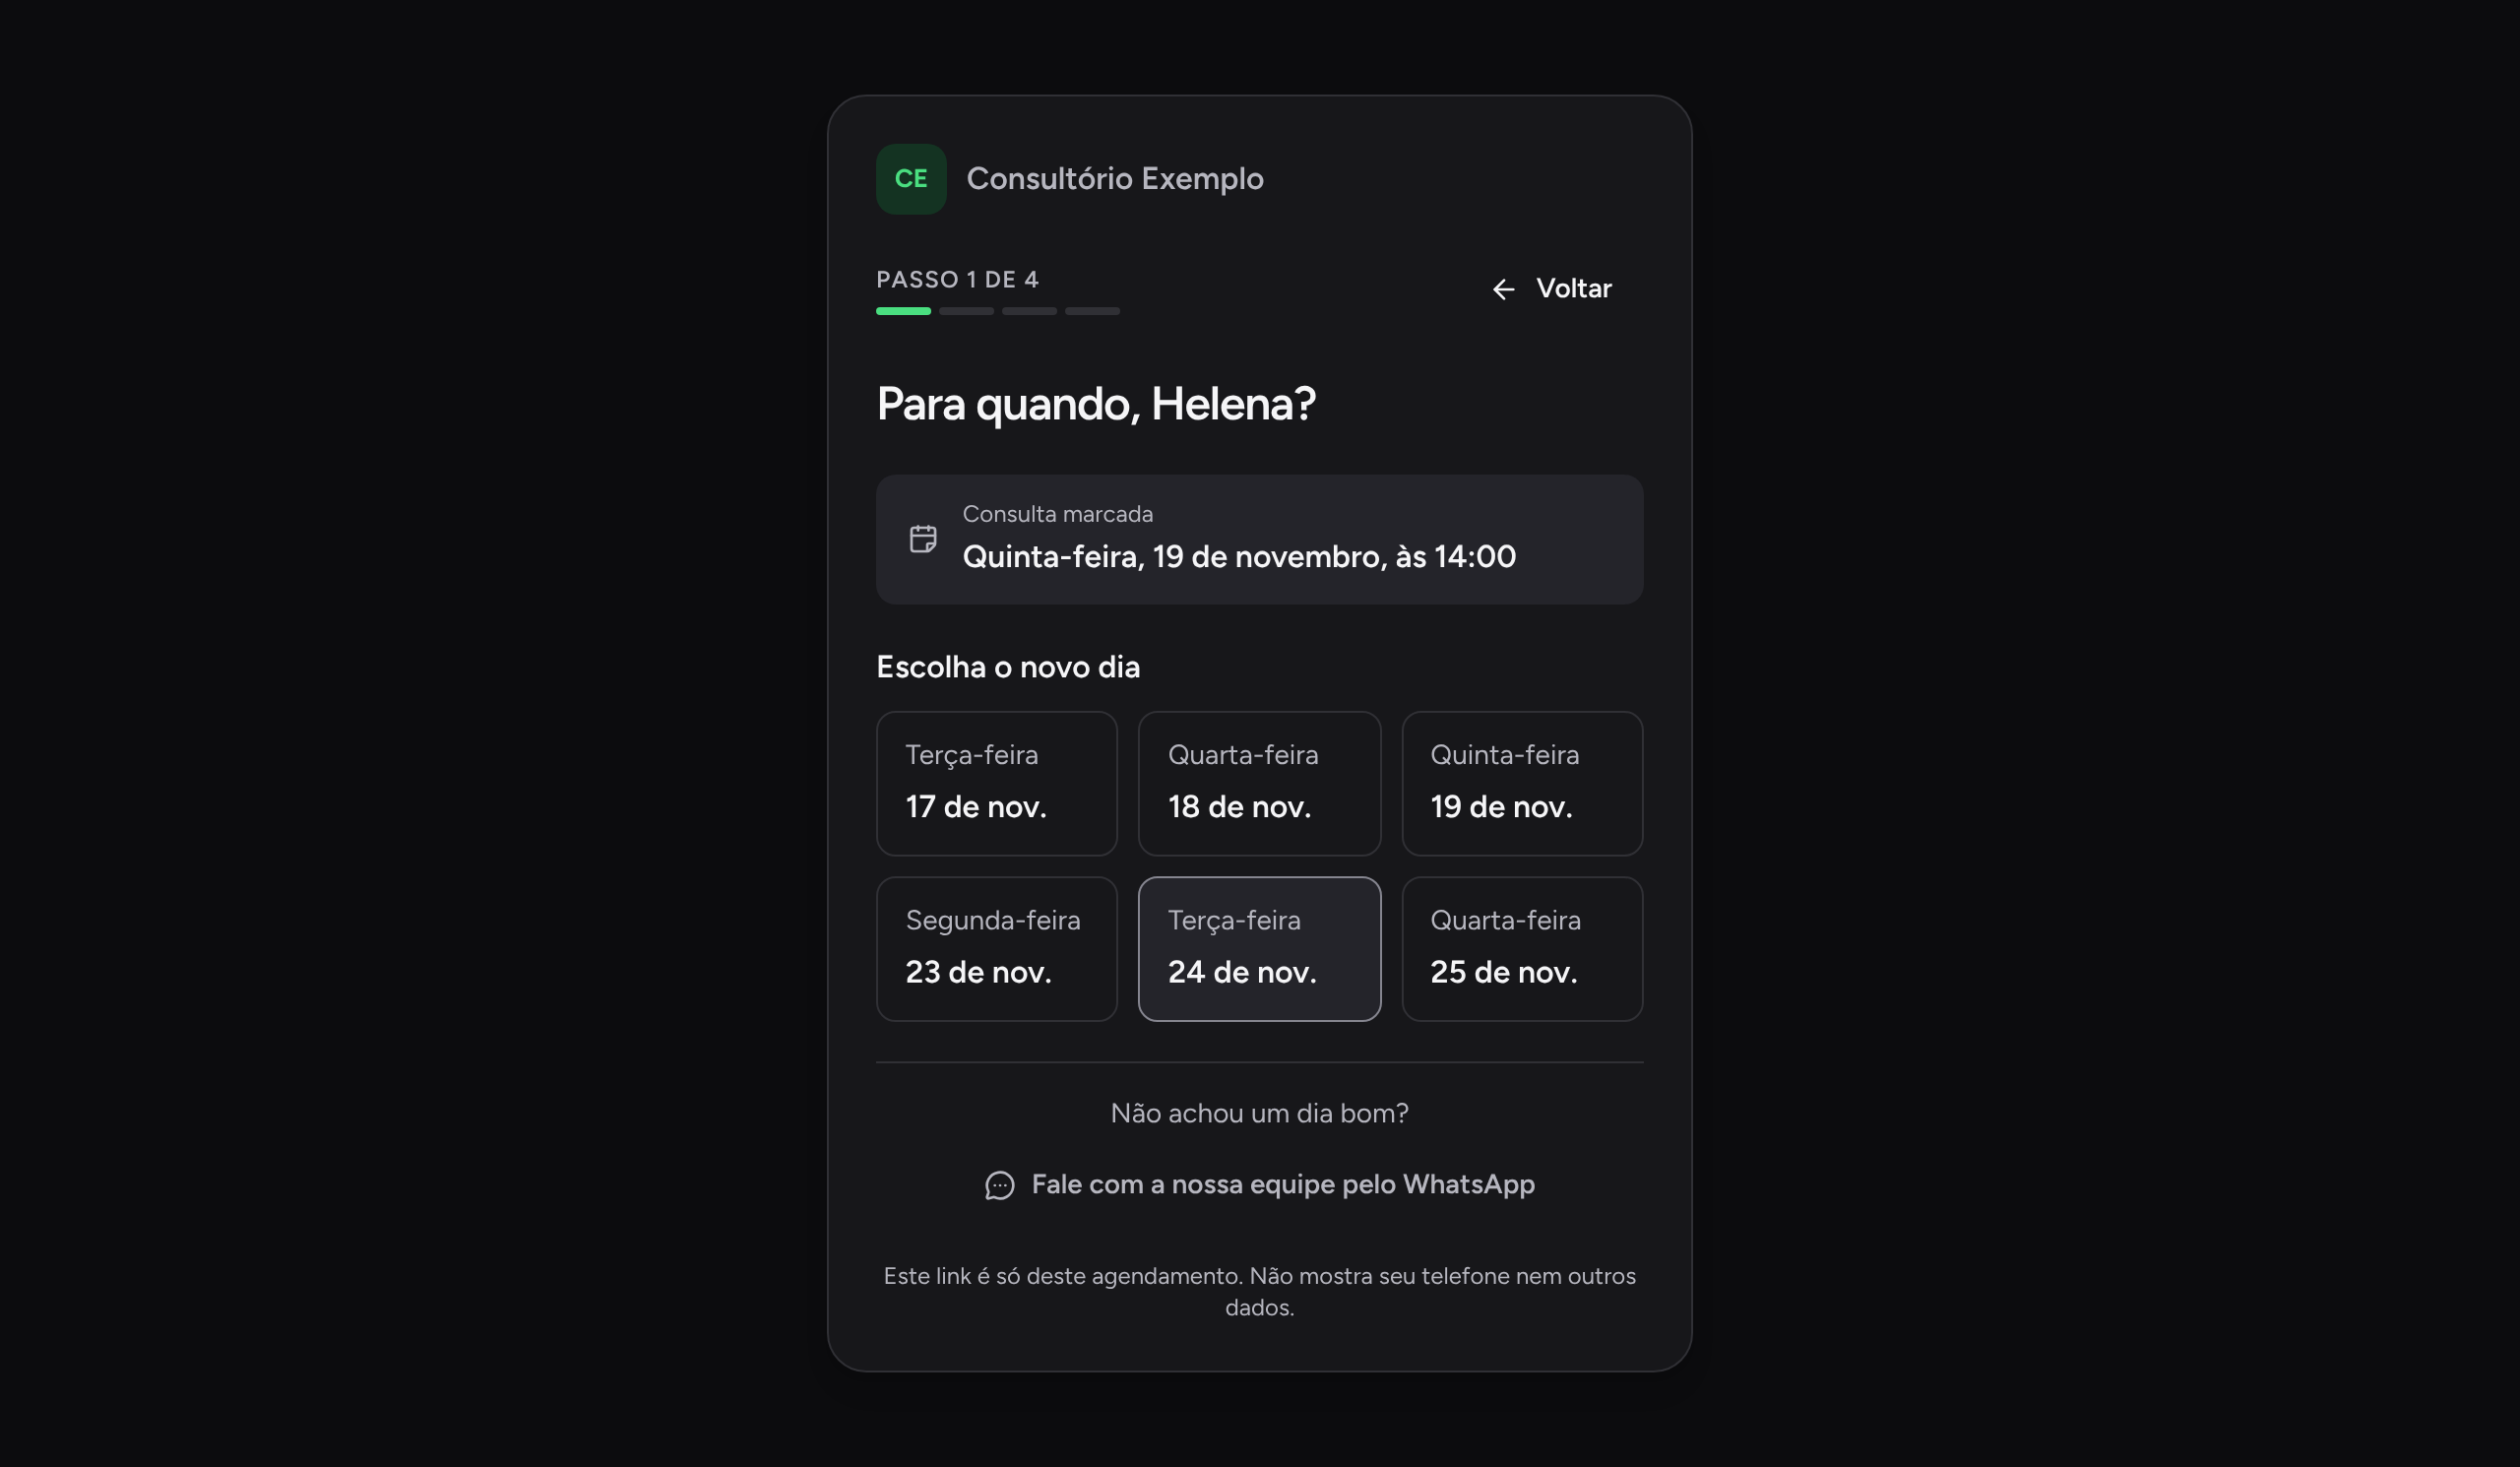 CE
Consultório Exemplo
PASSO 1 DE 4
Voltar
Para quando, Helena?
Consulta marcada
Quinta-feira, 19 de novembro, às 14:00
Escolha o novo dia
Terça-feira
17 de nov.
Quarta-feira
18 de nov.
Quinta-feira
19 de nov.
Segunda-feira
23 de nov.
Terça-feira
24 de nov.
Quarta-feira
25 de nov.
Não achou um dia bom?
Fale com a nossa equipe pelo WhatsApp
Este link é só deste agendamento. Não mostra seu telefone nem outros
dados.